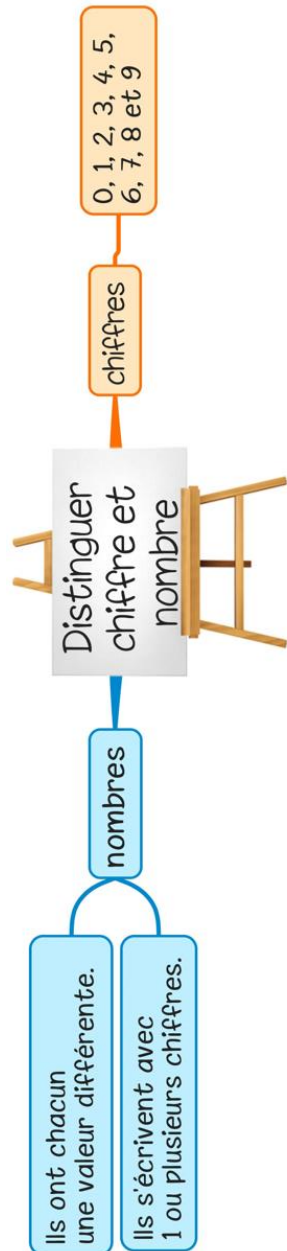 Distinguer
chiffre et
nombre
chiffres
0, 1, 2, 3, 4, 5,
6, 7, 8 et 9
nombres
Ils ont chacun
une valeur différente.
Ils s'écrivent avec
1 ou plusieurs chiffres.